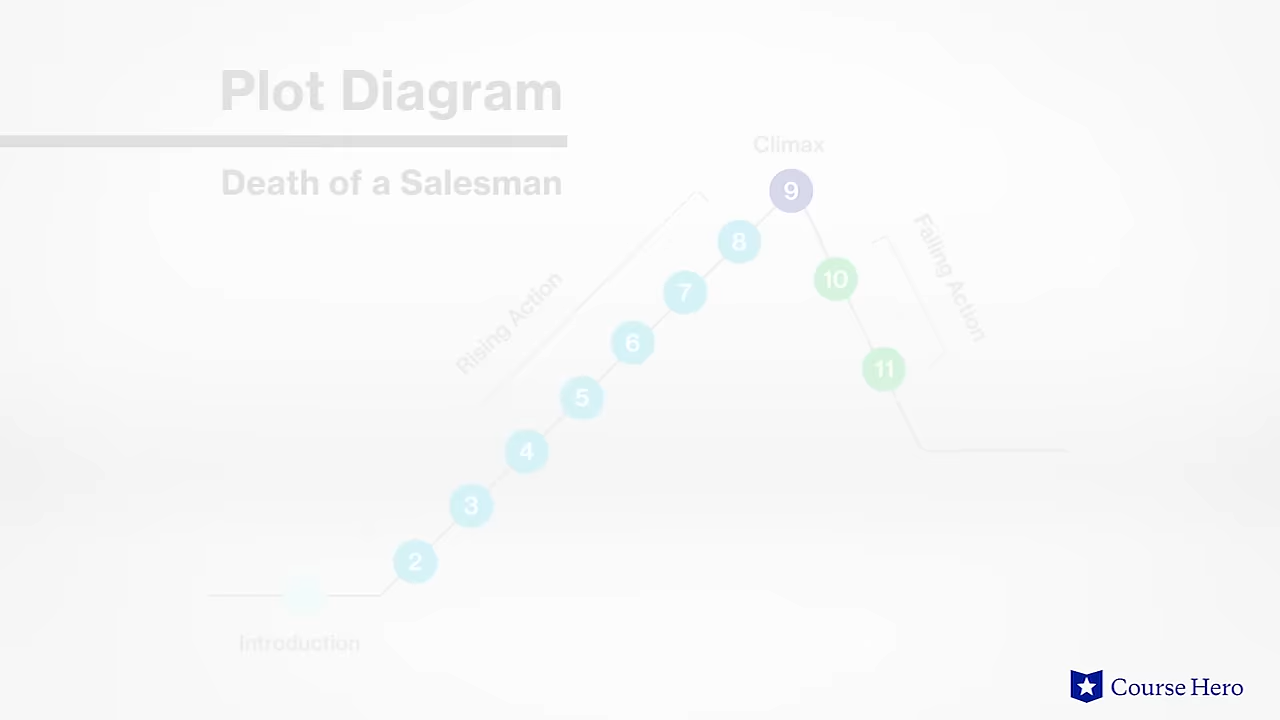 Plot Diagram
Death of a Salesman
Climax
9
8
7
6
5
4
3
2
10
11
Rising Action
Falling Action
Introduction
Course Hero